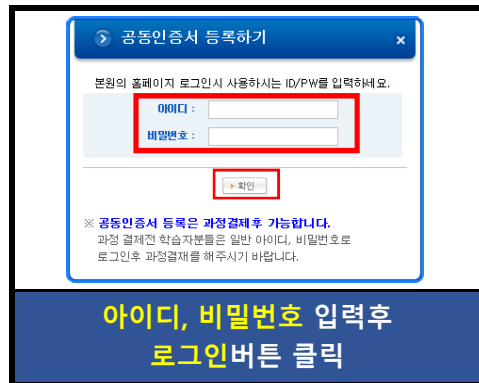 공동인증서 등록하기
본원의 홈페이지 로그인시 사용하시는 ID/PW를 입력하세요.
아이디 :
비밀번호 :
확인
※ 공동인증서 등록은 과정결제후 가능합니다.
과정 결제전 학습자분들은 일반 아이디, 비밀번호로
로그인후 과정결재를 해주시기 바랍니다.
아이디, 비밀번호 입력후
로그인버튼 클릭